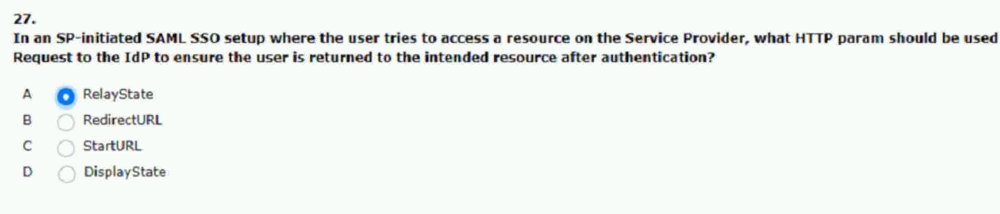 27.
In an SP-initiated SAML SSO setup where the user tries to access a resource on the Service Provider, what HTTP param should be used
Request to the IdP to ensure the user is returned to the intended resource after authentication?
A RelayState
B RedirectURL
C StartURL
D DisplayState